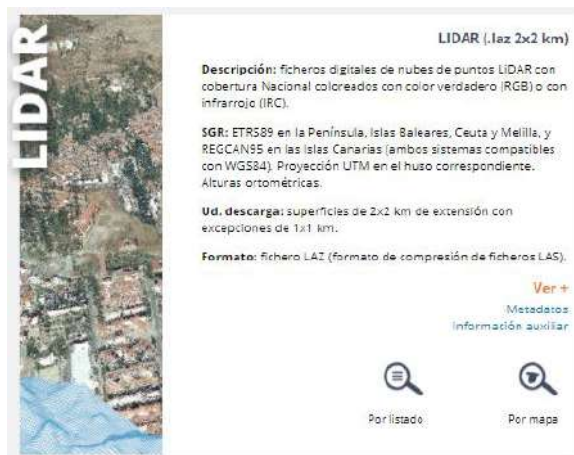 LIDAR
LIDAR (.laz 2x2 km)
Descripción: ficheros digitales de nubes de puntos LiDAR con
cobertura Nacional coloreados con color verdadero (RGB) o con
infrarrojo (IRC).
SGR: ETRS89 en la Península, Islas Baleares, Ceuta y Melilla, y
REGCAN95 en las Islas Canarias (ambos sistemas compatibles
con WGS84). Proyección UTM en el huso correspondiente.
Alturas ortométricas.
Ud. descarga: superficies de 2x2 km de extensión con
excepciones de 1x1 km.
Formato: fichero LAZ (formato de compresión de ficheros LAS).
Ver +
Metadatos
Información auxiliar
Por listado
Por mapa